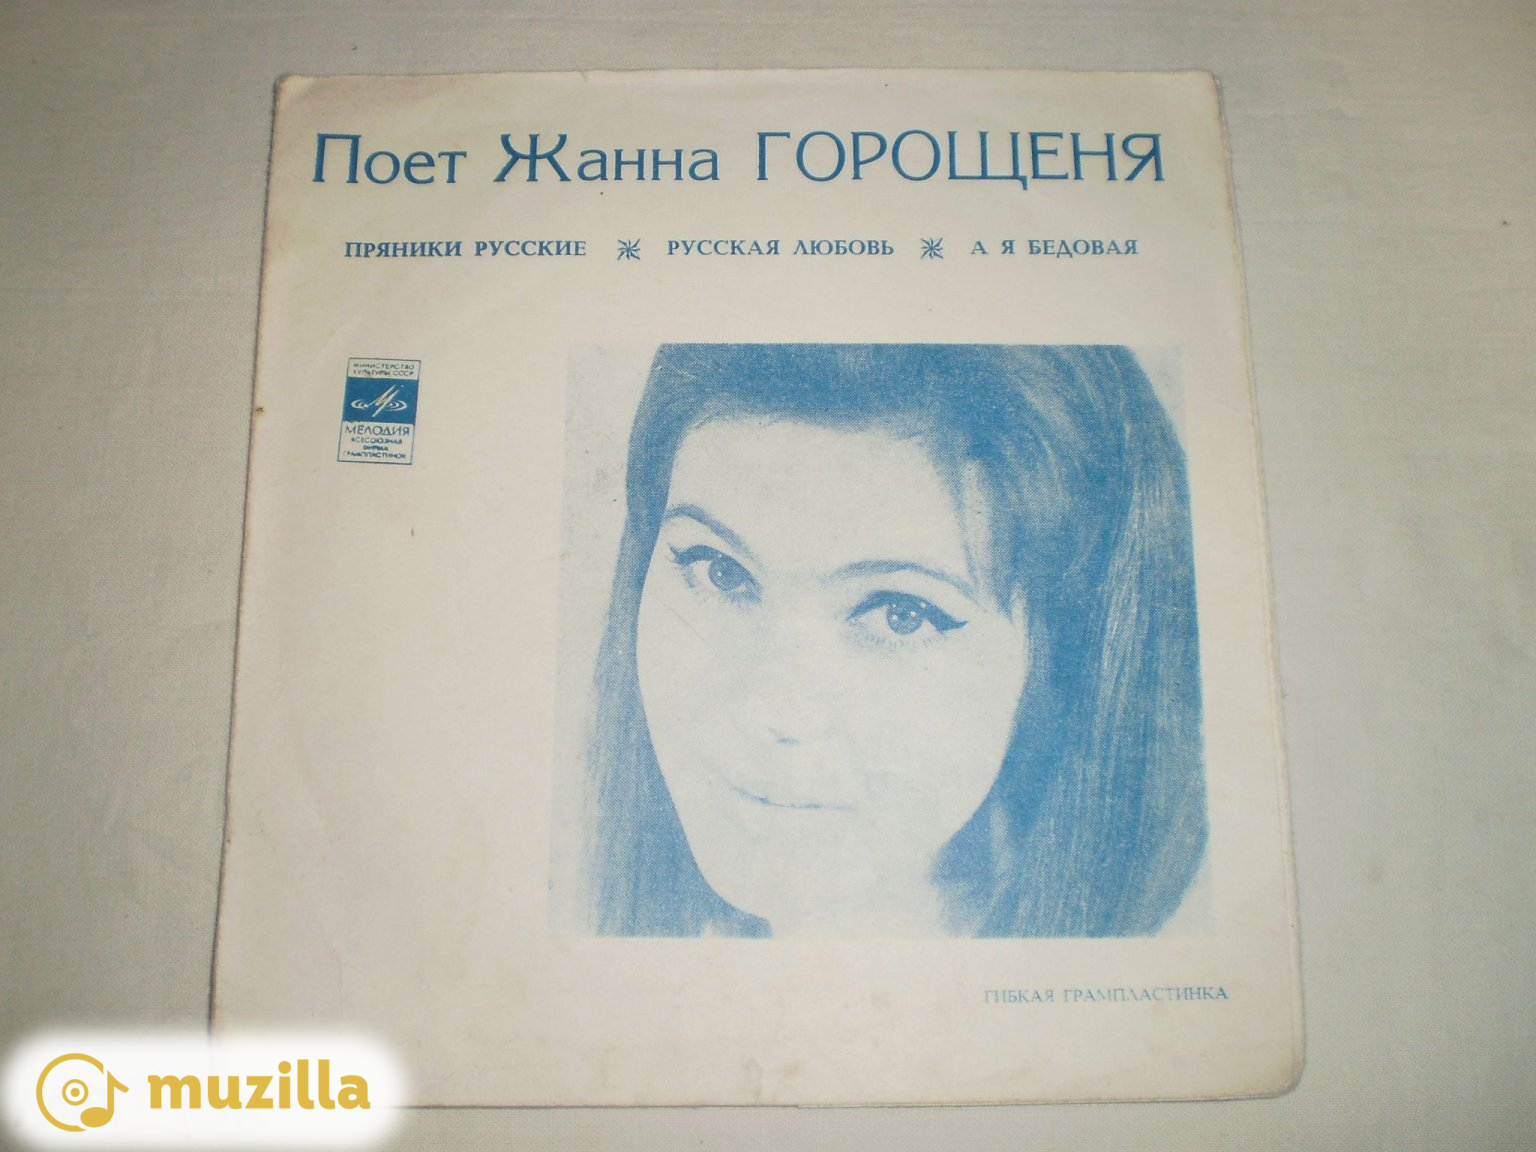 Поет Жанна ГОРОЩЕНЯ
ПРЯНИКИ РУССКИЕ РУССКАЯ ЛЮБОВЬ А Я БЕДОВАЯ
МИНИСТЕРСТВО
КУЛЬТУРЫ СССР
МЕЛОДИЯ
ВСЕСОЮЗНАЯ
ФИРМА
ГРАМПЛАСТИНОК
ГИБКАЯ ГРАМПЛАСТИНКА
muzilla